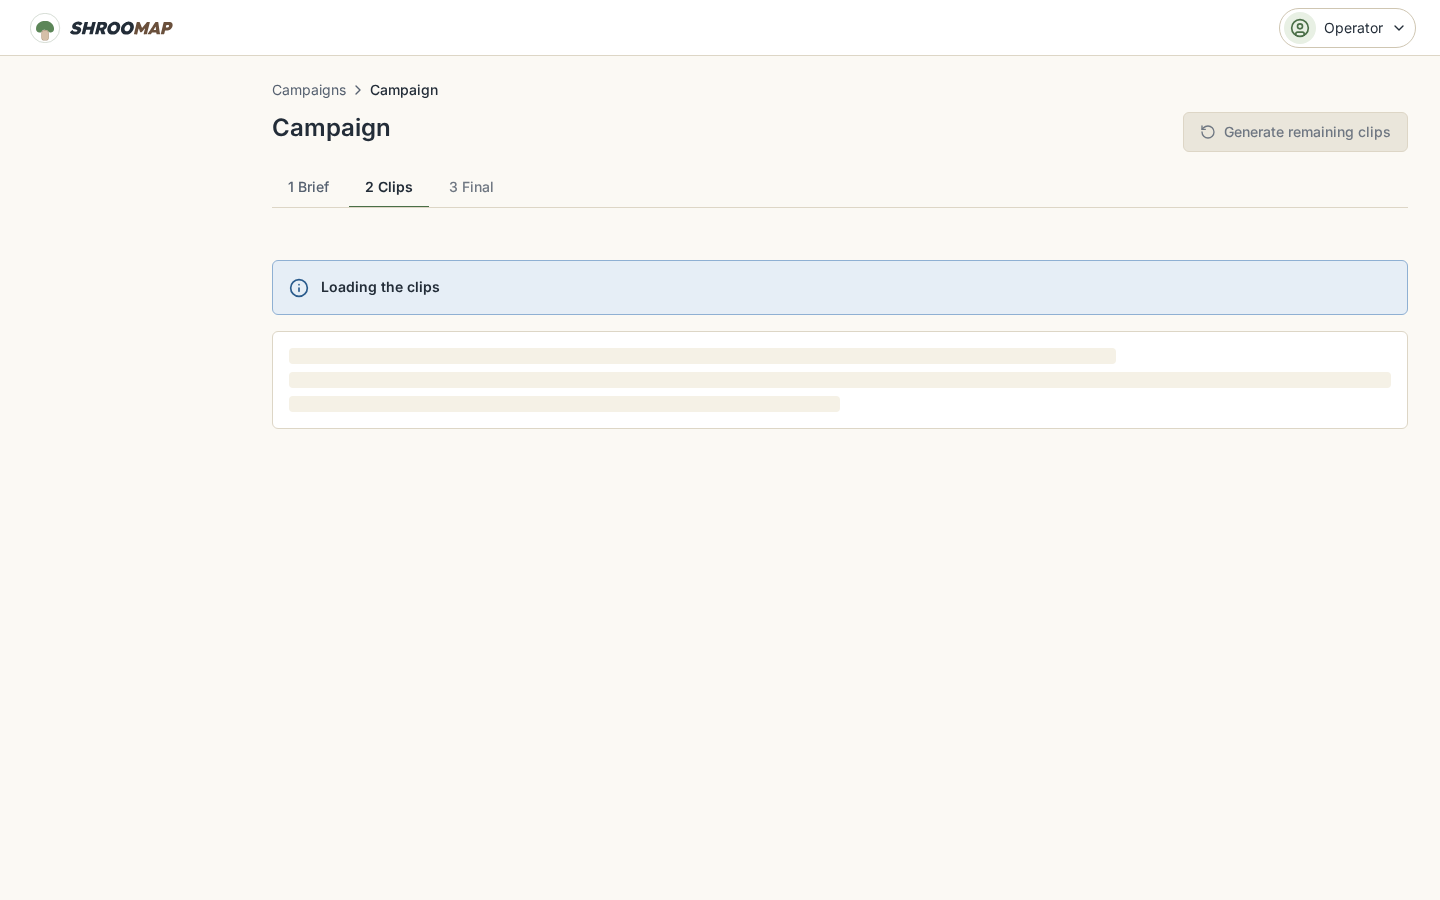 SHROOMAP
Operator
Campaigns > Campaign
Campaign
Generate remaining clips
1 Brief
2 Clips
3 Final
Loading the clips